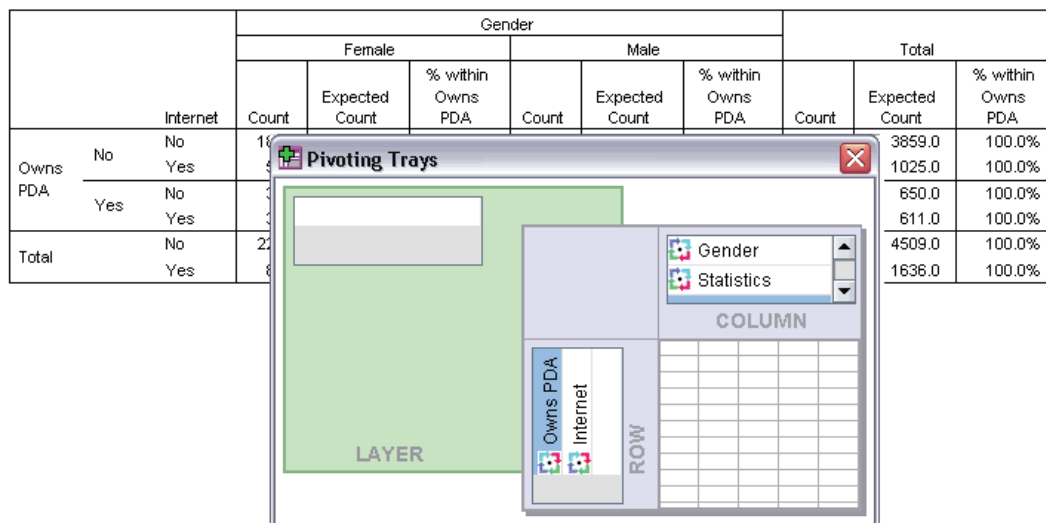 Gender
Female Male Total
Internet Count Expected Count % within Owns PDA Count Expected Count % within Owns PDA Count Expected Count % within Owns PDA
Owns PDA No No 3859.0 100.0%
Yes 1025.0 100.0%
Yes No 650.0 100.0%
Yes 611.0 100.0%
Total No 4509.0 100.0%
Yes 1636.0 100.0%
Pivoting Trays
Gender
Statistics
COLUMN
Owns PDA
Internet
ROW
LAYER